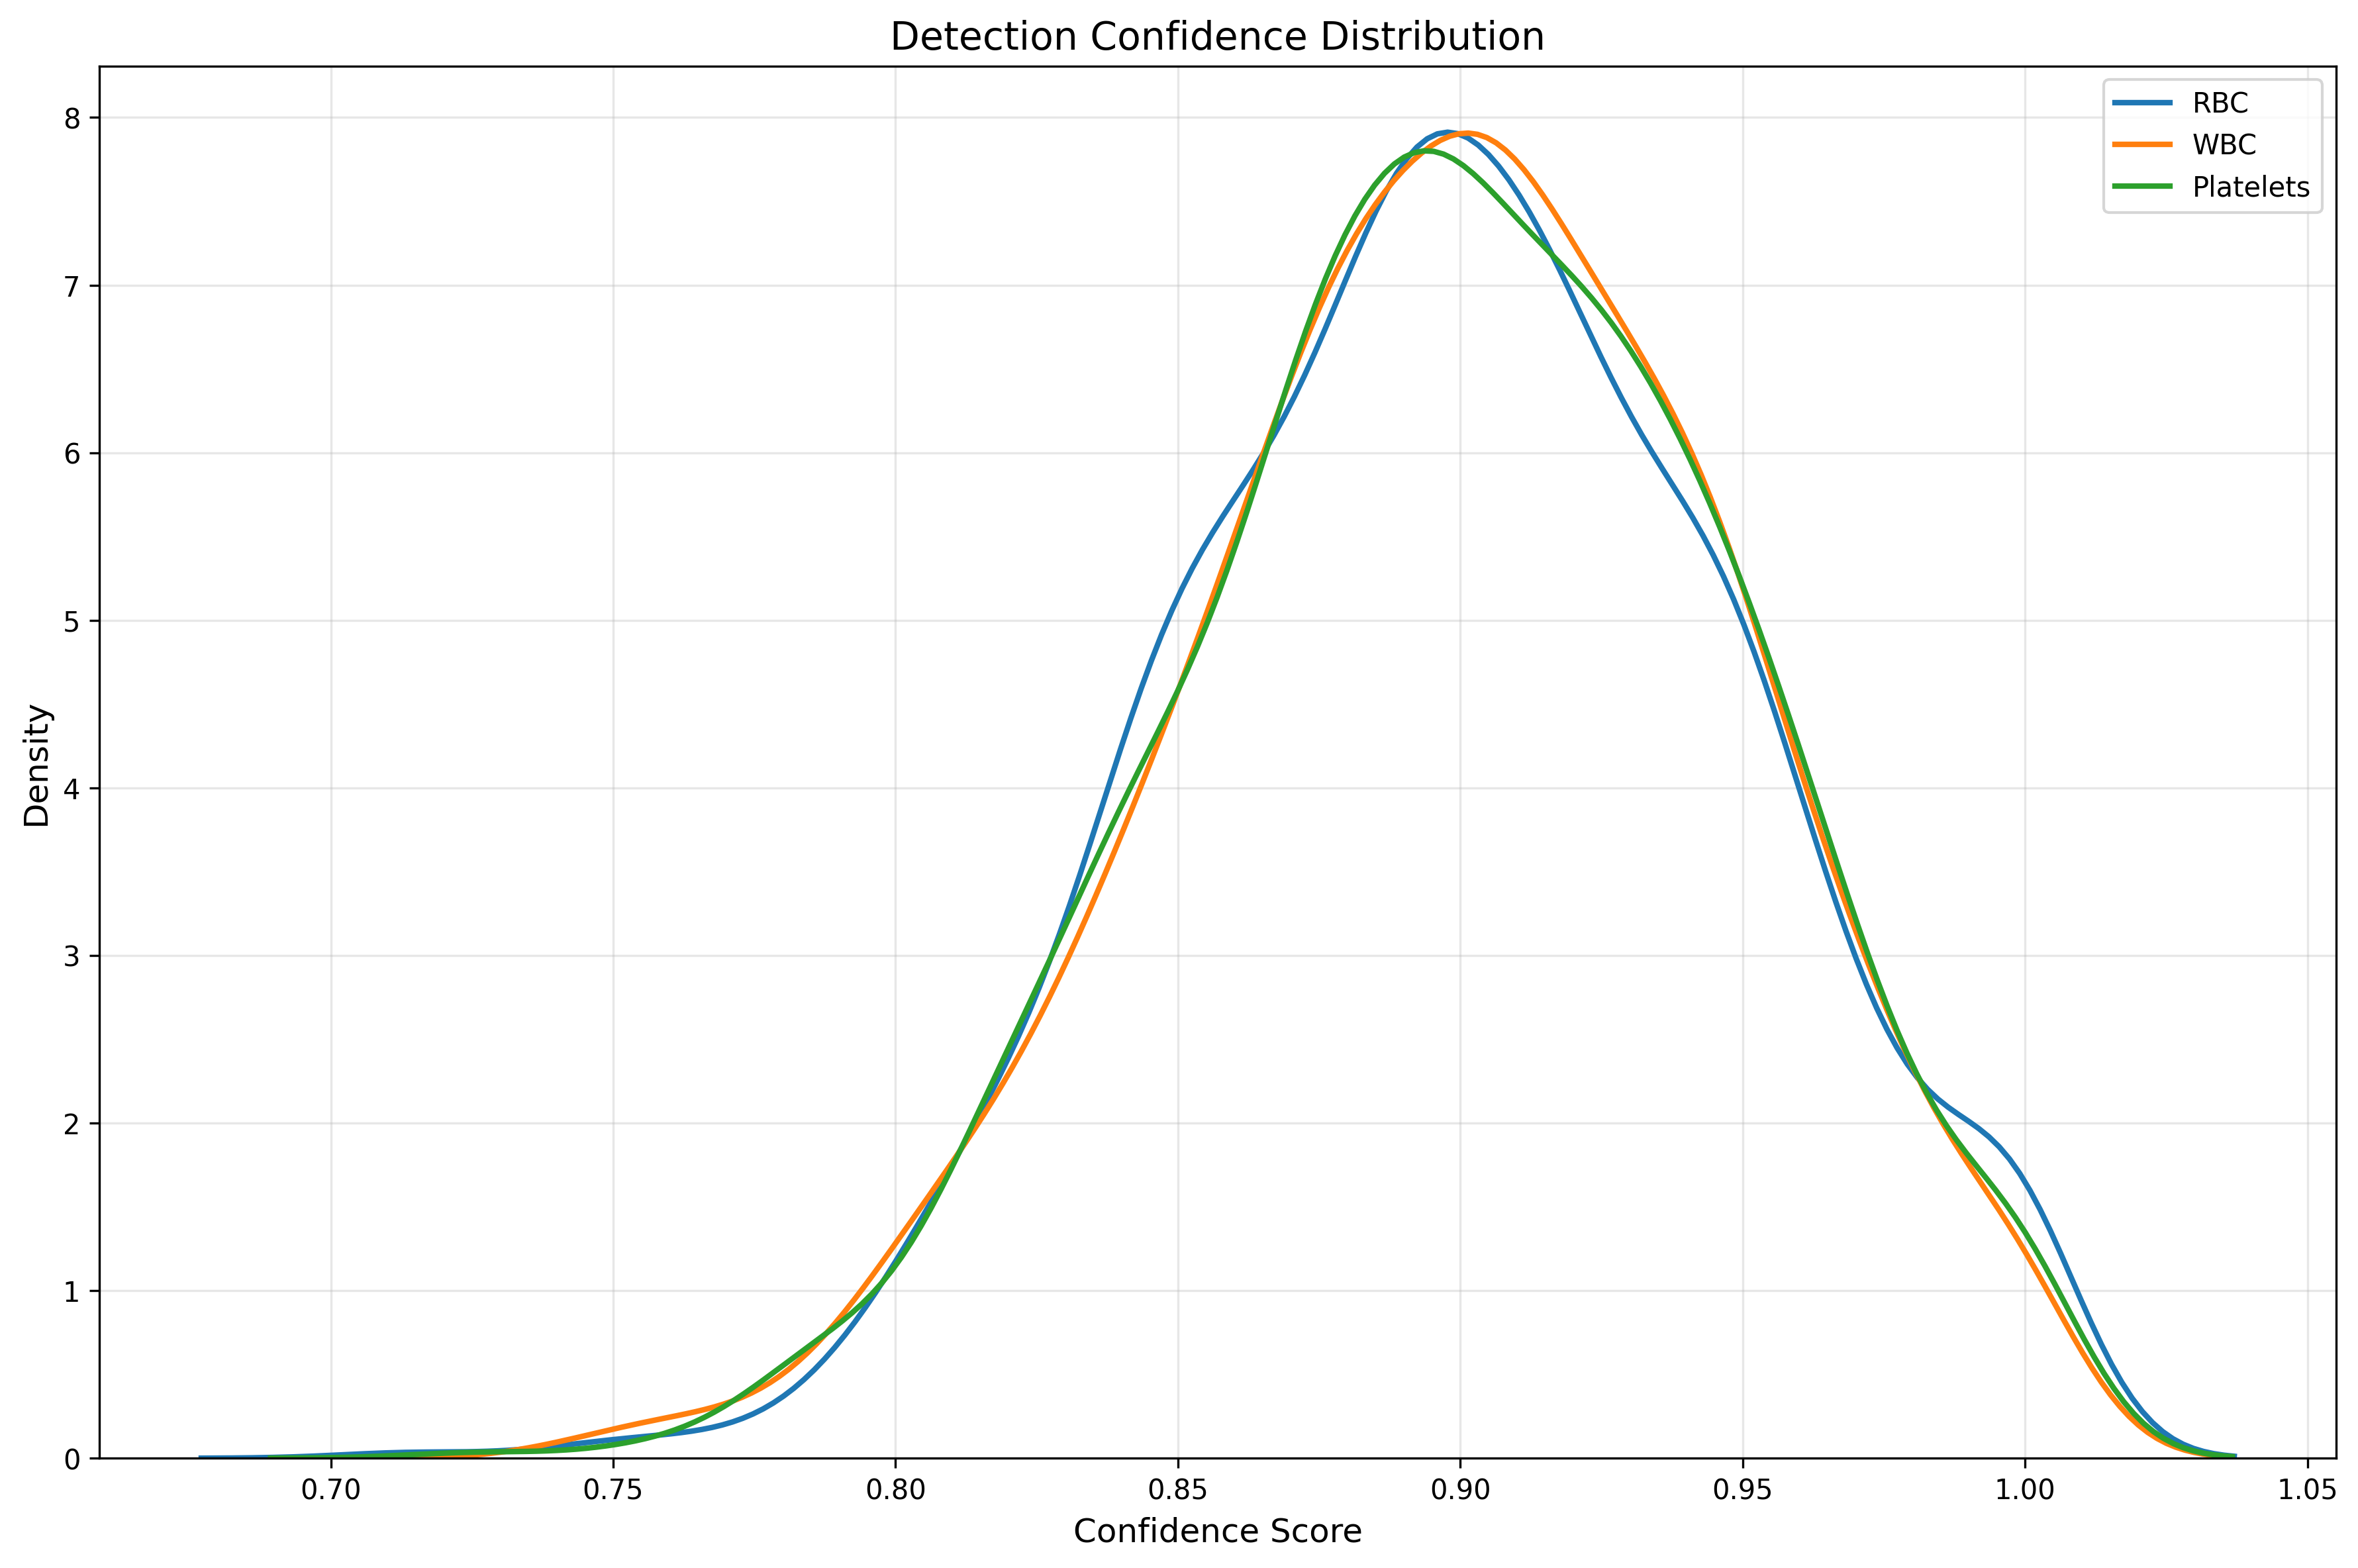 Detection Confidence Distribution
RBC
WBC
Platelets
Density
8
7
6
5
4
3
2
1
0
0.70 0.75 0.80 0.85 0.90 0.95 1.00 1.05
Confidence Score